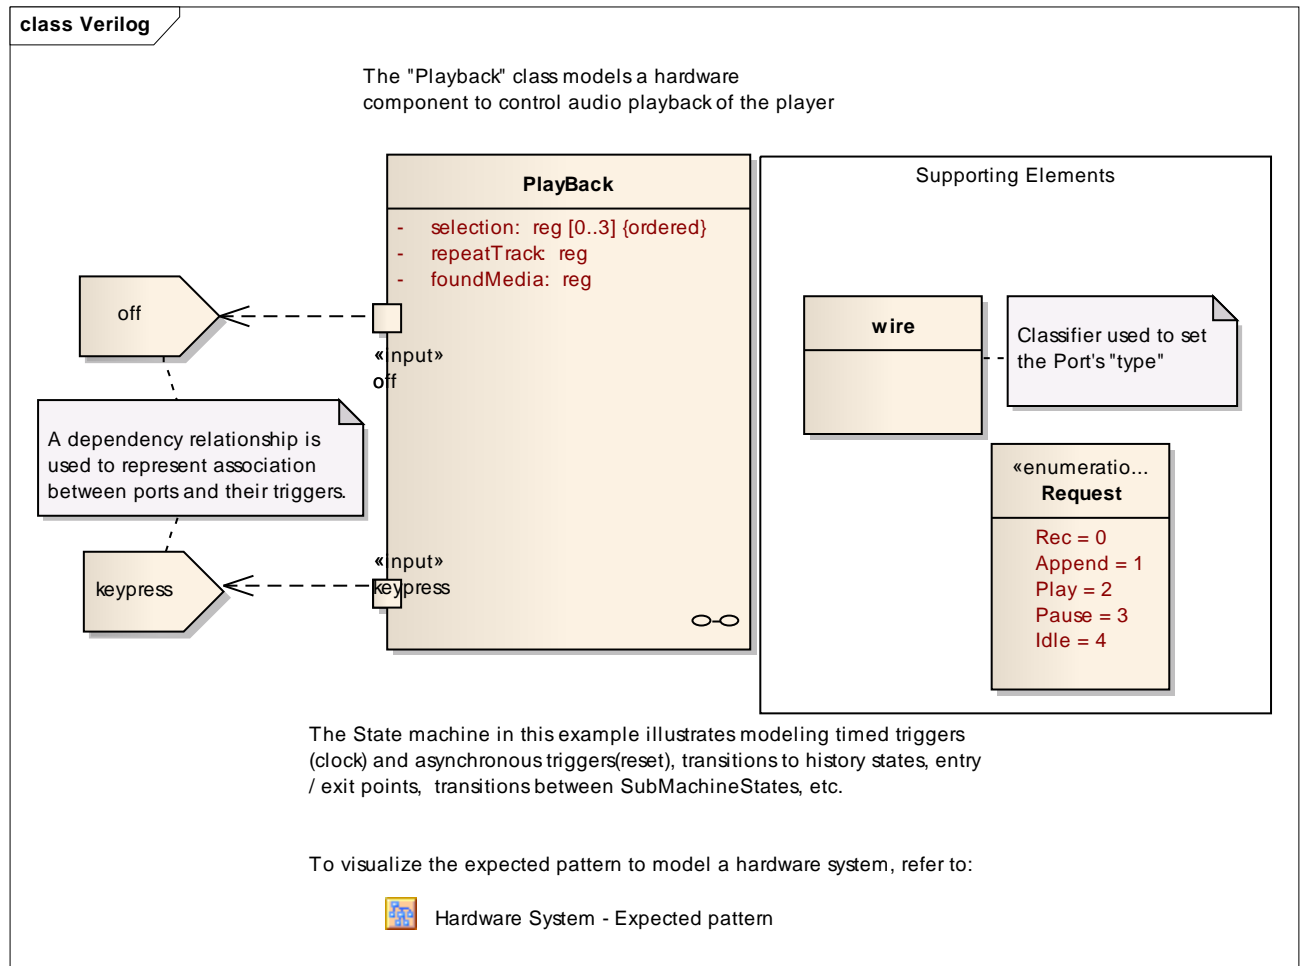 class Verilog
The "Playback" class models a hardware
component to control audio playback of the player
PlayBack
- selection: reg [0..3] {ordered}
- repeatTrack: reg
- foundMedia: reg
off
«input»
off
A dependency relationship is
used to represent association
between ports and their triggers.
keypress
«input»
keypress
Supporting Elements
wire
Classifier used to set
the Port's "type"
«enumeratio...
Request
Rec = 0
Append = 1
Play = 2
Pause = 3
Idle = 4
The State machine in this example illustrates modeling timed triggers
(clock) and asynchronous triggers(reset), transitions to history states, entry
/ exit points, transitions between SubMachineStates, etc.
To visualize the expected pattern to model a hardware system, refer to:
Hardware System - Expected pattern